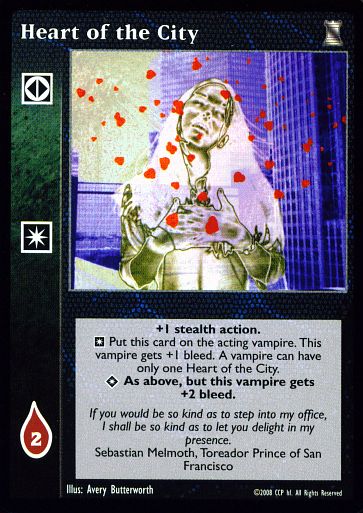 Heart of the City
+1 stealth action.
Put this card on the acting vampire. This
vampire gets +1 bleed. A vampire can have
only one Heart of the City.
As above, but this vampire gets
+2 bleed.
If you would be so kind as to step into my office,
I shall be so kind as to let you delight in my
presence.
Sebastian Melmoth, Toreador Prince of San
Francisco
2
Illus: Avery Butterworth
©2008 CCP hf. All Rights Reserved